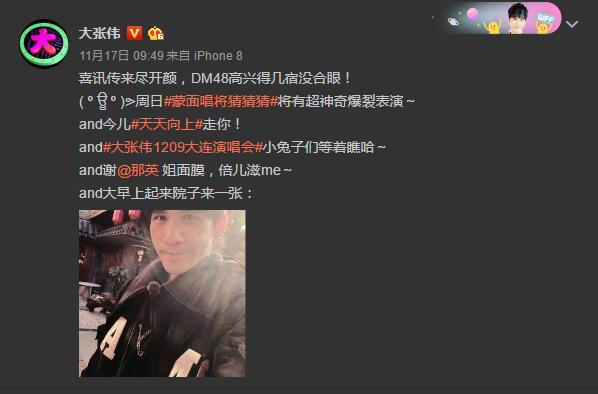 大张伟
11月17日 09:49 来自 iPhone 8
喜讯传来尽开颜，DM48高兴得几宿没合眼！
周日#蒙面唱将猜猜猜#将有超神奇爆裂表演～
and今儿#天天向上#走你！
and#大张伟1209大连演唱会#小兔子们等着瞧哈～
and谢@那英 姐面膜，倍儿滋me～
and大早上起来院子来一张：
大
WFF
A